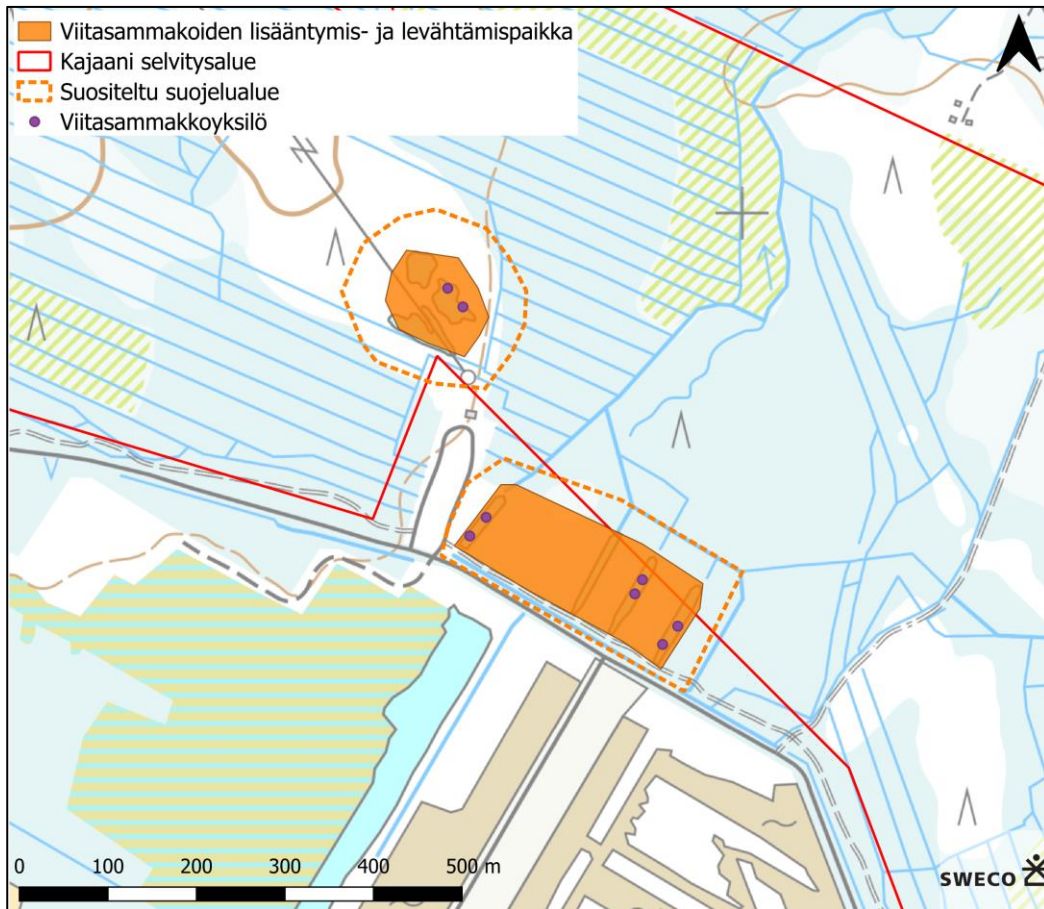 Viitasammakoiden lisääntymis- ja levähtämispaikka
Kajaani selvitysalue
Suositeltu suojelualue
Viitasammakkoyksilö
0 100 200 300 400 500 m
SWECO